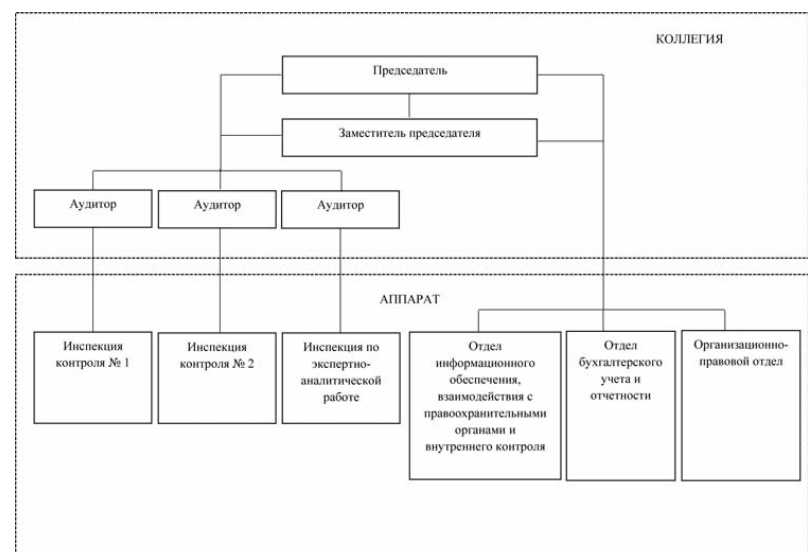 КОЛЛЕГИЯ
Председатель
Заместитель председателя
Аудитор
Аудитор
Аудитор
АППАРАТ
Инспекция
контроля № 1
Инспекция
контроля № 2
Инспекция по
экспертно-
аналитической
работе
Отдел
информационного
обеспечения,
взаимодействия с
правоохранительными
органами и
внутреннего контроля
Отдел
бухгалтерского
учета и
отчетности
Организационно-
правовой отдел